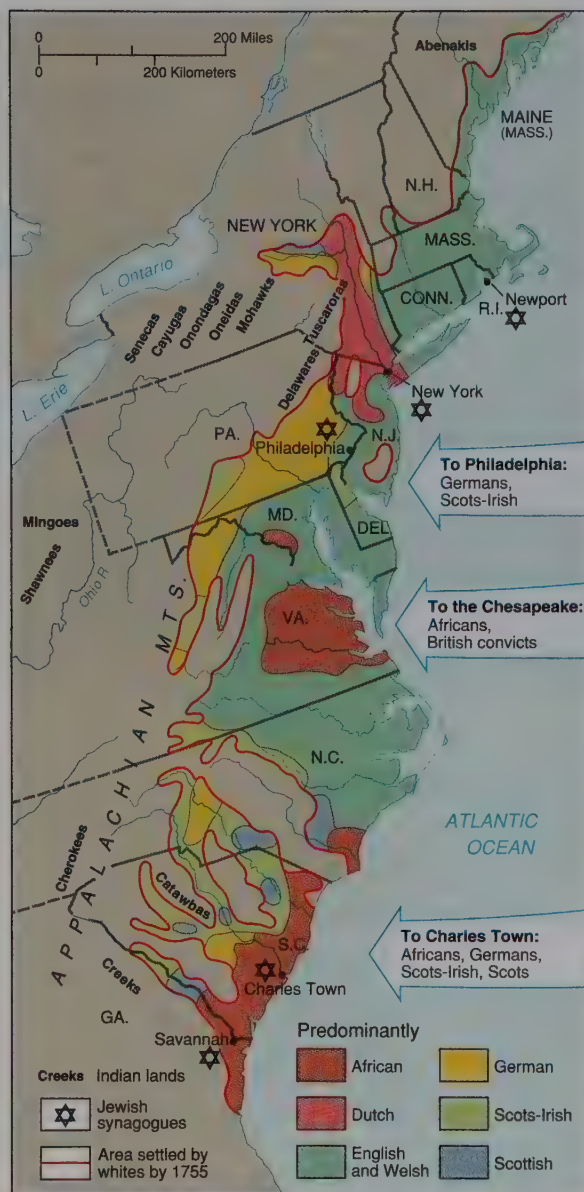 0 200 Miles
0 200 Kilometers
Abenakis
MAINE
(MASS.)
N.H.
NEW YORK
MASS.
L. Ontario
CONN.
R.I.
Newport
Senecas
Cayugas
Onondagas
Oneidas
Mohawks
Tuscaroras
L. Erie
Delawares
New York
PA.
Philadelphia
N.J.
To Philadelphia:
Germans,
Scots-Irish
MD.
DEL.
Mingoes
Shawnees
Ohio R
VA.
To the Chesapeake:
Africans,
British convicts
APPALACHIAN MTS.
N.C.
ATLANTIC
OCEAN
Cherokees
Catawbas
S.C.
To Charles Town:
Africans, Germans,
Scots-Irish, Scots
Charles Town
Creeks
GA.
Savannah
Predominantly
African
German
Dutch
Scots-Irish
English
and Welsh
Scottish
Creeks Indian lands
Jewish
synagogues
Area settled by
whites by 1755